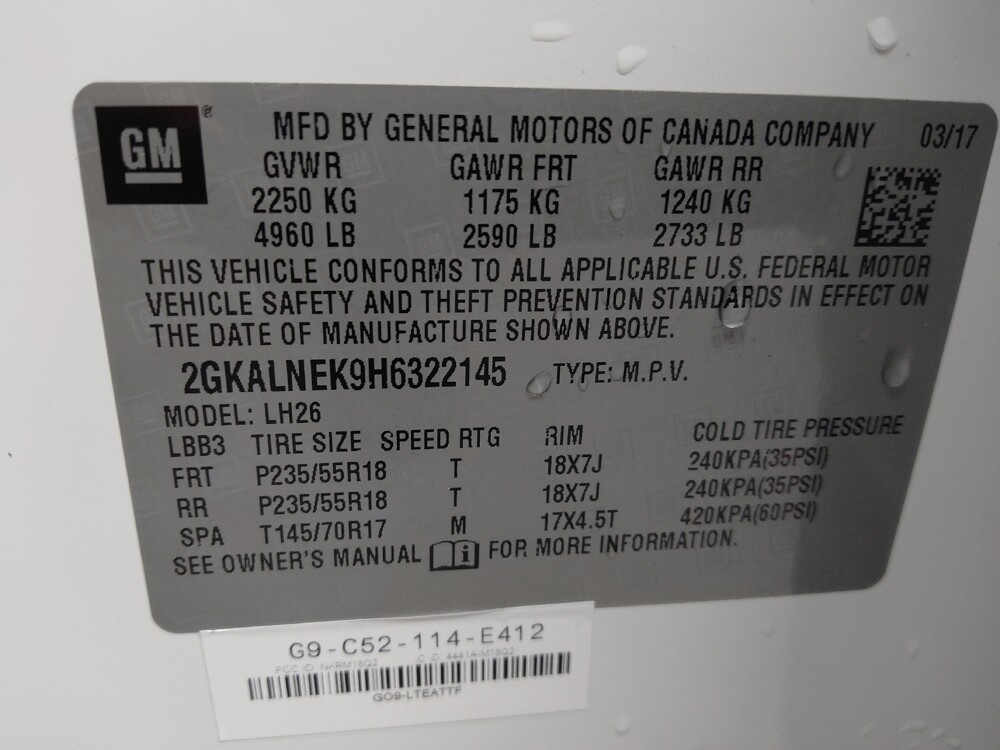 GM ®
MFD BY GENERAL MOTORS OF CANADA COMPANY 03/17
GVWR GAWR FRT GAWR RR
2250 KG 1175 KG 1240 KG
4960 LB 2590 LB 2733 LB
THIS VEHICLE CONFORMS TO ALL APPLICABLE U.S. FEDERAL MOTOR
VEHICLE SAFETY AND THEFT PREVENTION STANDARDS IN EFFECT ON
THE DATE OF MANUFACTURE SHOWN ABOVE.
2GKALNEK9H6322145 TYPE: M.P.V.
MODEL: LH26
LBB3 TIRE SIZE SPEED RTG RIM COLD TIRE PRESSURE
FRT P235/55R18 T 18X7J 240KPA(35PSI)
RR P235/55R18 T 18X7J 240KPA(35PSI)
SPA T145/70R17 M 17X4.5T 420KPA(60PSI)
SEE OWNER'S MANUAL i FOR MORE INFORMATION.
G9-C52-114-E412
FCC ID:
GO9-LTEATTF